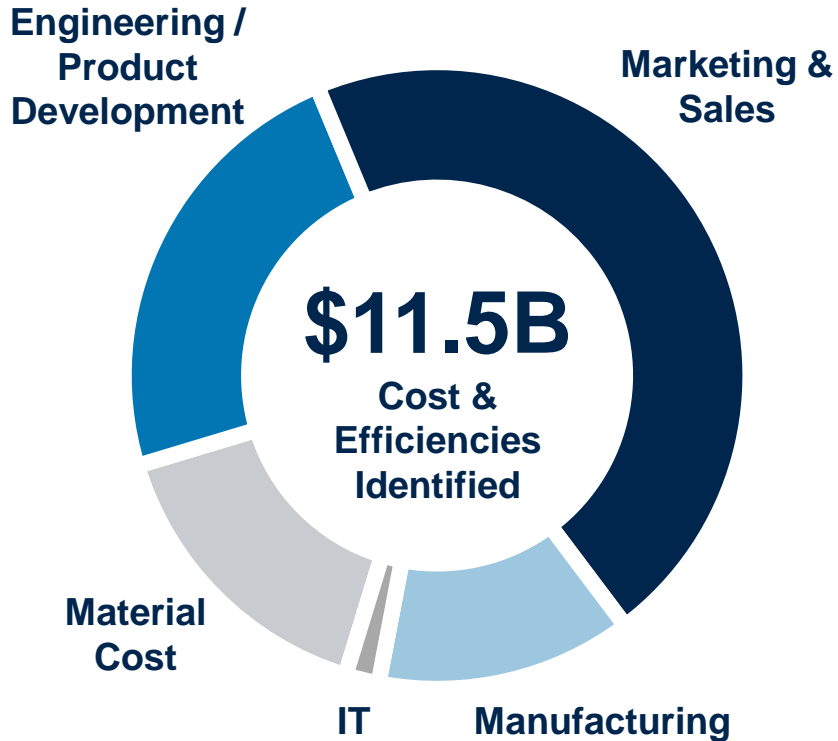 Engineering /
Product
Development
Marketing &
Sales
$11.5B
Cost &
Efficiencies
Identified
Material
Cost
IT
Manufacturing